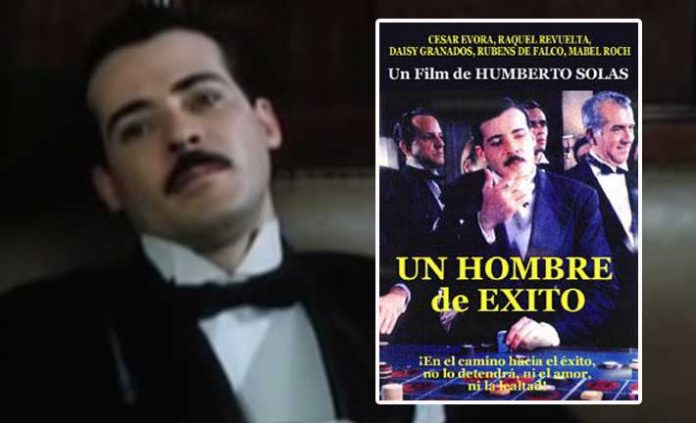 CESAR EVORA, RAQUEL REVUELTA,
DAISY GRANADOS, RUBENS DE FALCO, MABEL ROCH
Un Film de HUMBERTO SOLAS
UN HOMBRE
de EXITO
¡En el camino hacia el éxito,
no lo detendrá, ni el amor,
ni la lealtad!